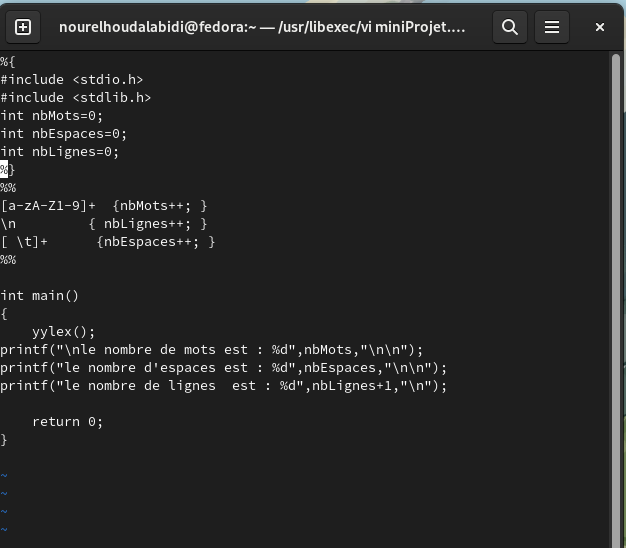 nourelhoudalabidi@fedora:~ — /usr/libexec/vi miniProjet....
%{
#include <stdio.h>
#include <stdlib.h>
int nbMots=0;
int nbEspaces=0;
int nbLignes=0;
%}
%%
[a-zA-Z1-9]+  {nbMots++; }
\n         { nbLignes++; }
[ \t]+      {nbEspaces++; }
%%
int main()
{
    yylex();
printf("\nle nombre de mots est : %d",nbMots,"\n\n");
printf("le nombre d'espaces est : %d",nbEspaces,"\n\n");
printf("le nombre de lignes  est : %d",nbLignes+1,"\n");
    return 0;
}
~
~
~
~